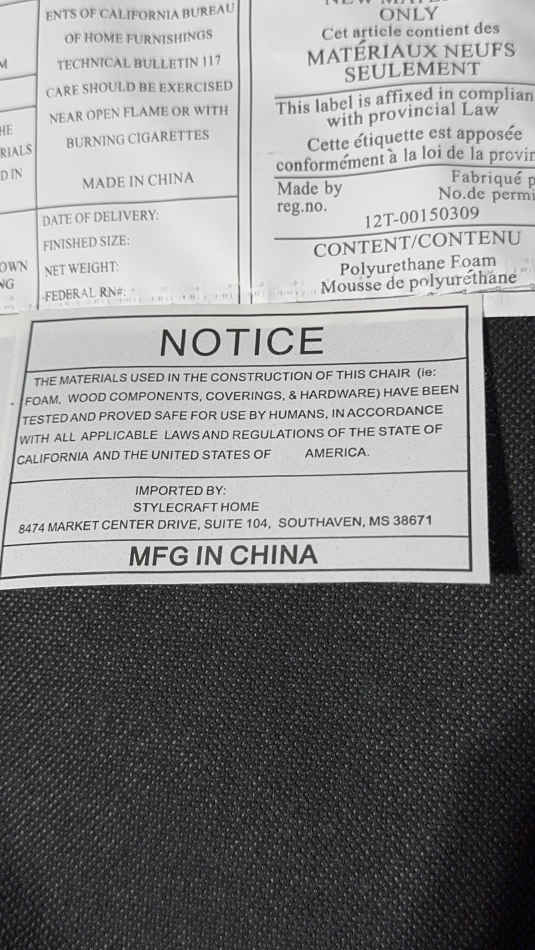 M
HE
RIALS
D IN
OWN
NG
ENTS OF CALIFORNIA BUREAU
OF HOME FURNISHINGS
TECHNICAL BULLETIN 117
CARE SHOULD BE EXERCISED
NEAR OPEN FLAME OR WITH
BURNING CIGARETTES
MADE IN CHINA
DATE OF DELIVERY:
FINISHED SIZE:
NET WEIGHT:
FEDERAL RN#:
ONLY
Cet article contient des
MATÉRIAUX NEUFS
SEULEMENT
This label is affixed in complian
with provincial Law
Cette étiquette est apposée
conformément à la loi de la provin
Made by
Fabriqué p
reg.no.
No.de permi
12T-00150309
CONTENT/CONTENU
Polyurethane Foam
Mousse de polyuréthane
NOTICE
THE MATERIALS USED IN THE CONSTRUCTION OF THIS CHAIR (ie:
FOAM, WOOD COMPONENTS, COVERINGS, & HARDWARE) HAVE BEEN
TESTED AND PROVED SAFE FOR USE BY HUMANS, IN ACCORDANCE
WITH ALL APPLICABLE LAWS AND REGULATIONS OF THE STATE OF
CALIFORNIA AND THE UNITED STATES OF AMERICA.
IMPORTED BY:
STYLECRAFT HOME
8474 MARKET CENTER DRIVE, SUITE 104, SOUTHAVEN, MS 38671
MFG IN CHINA